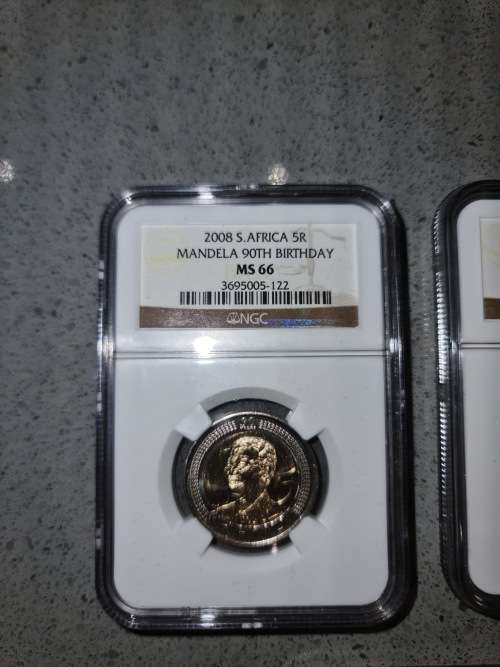 2008 S.AFRICA 5R
MANDELA 90TH BIRTHDAY
MS 66
3695005-122
NGC